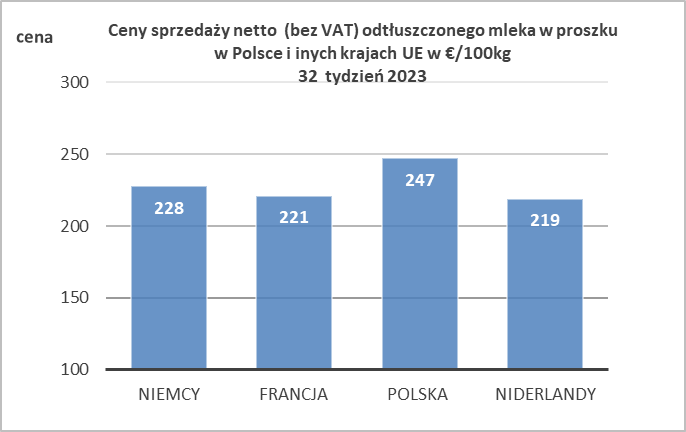 cena
Ceny sprzedaży netto (bez VAT) odtłuszczonego mleka w proszku
w Polsce i inych krajach UE w €/100kg
32 tydzień 2023
300
250
200
150
100
228
221
247
219
NIEMCY
FRANCJA
POLSKA
NIDERLANDY